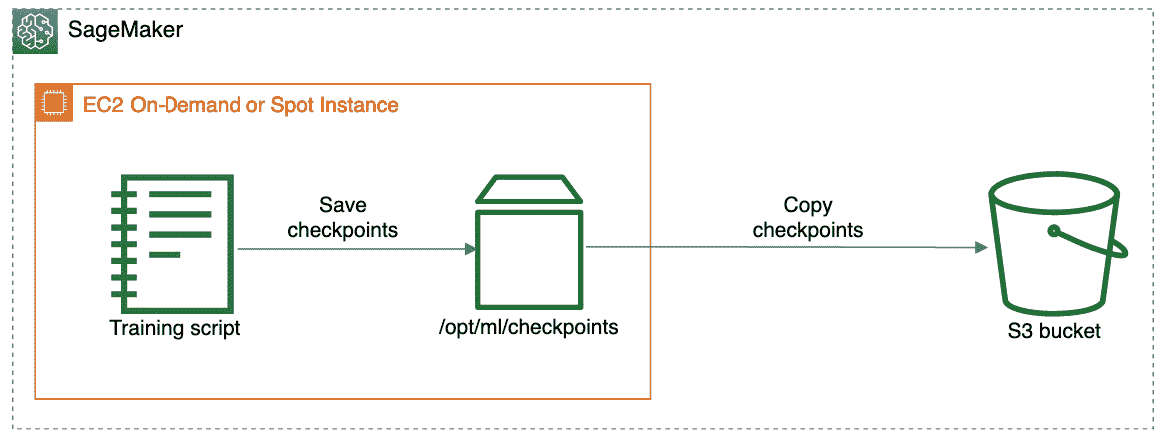 SageMaker
EC2 On-Demand or Spot Instance
Save
checkpoints
Copy
checkpoints
Training script
/opt/ml/checkpoints
S3 bucket